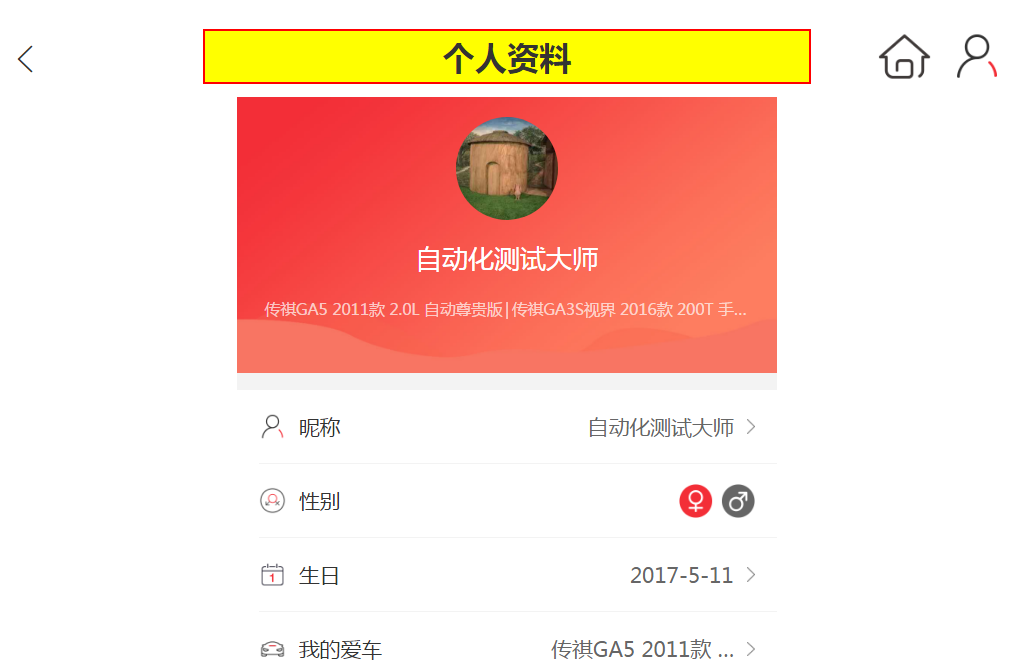 个人资料
自动化测试大师
传祺GA5 2011款 2.0L 自动尊贵版|传祺GA3S视界 2016款 200T 手...
昵称 自动化测试大师
性别
1 生日 2017-5-11
我的爱车 传祺GA5 2011款 ...